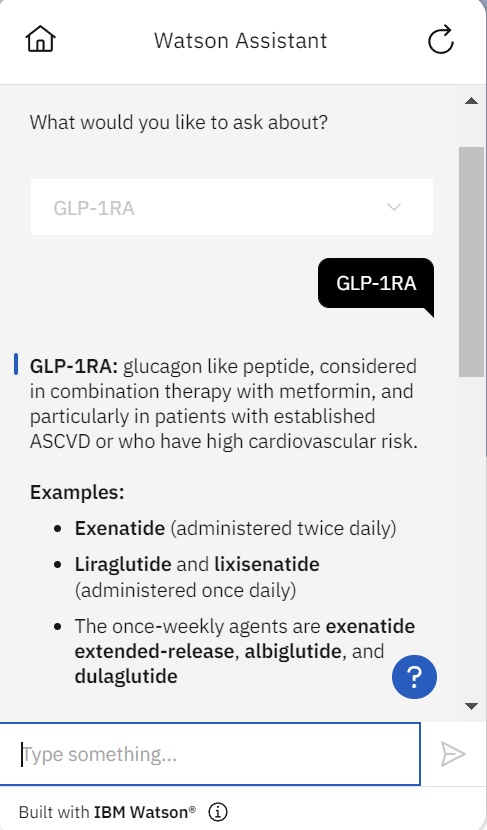 Watson Assistant
What would you like to ask about?
GLP-1RA
GLP-1RA
GLP-1RA: glucagon like peptide, considered
in combination therapy with metformin, and
particularly in patients with established
ASCVD or who have high cardiovascular risk.
Examples:
• Exenatide (administered twice daily)
• Liraglutide and lixisenatide
(administered once daily)
• The once-weekly agents are exenatide
extended-release, albiglutide, and
dulaglutide
?
Type something...
Built with IBM Watson®